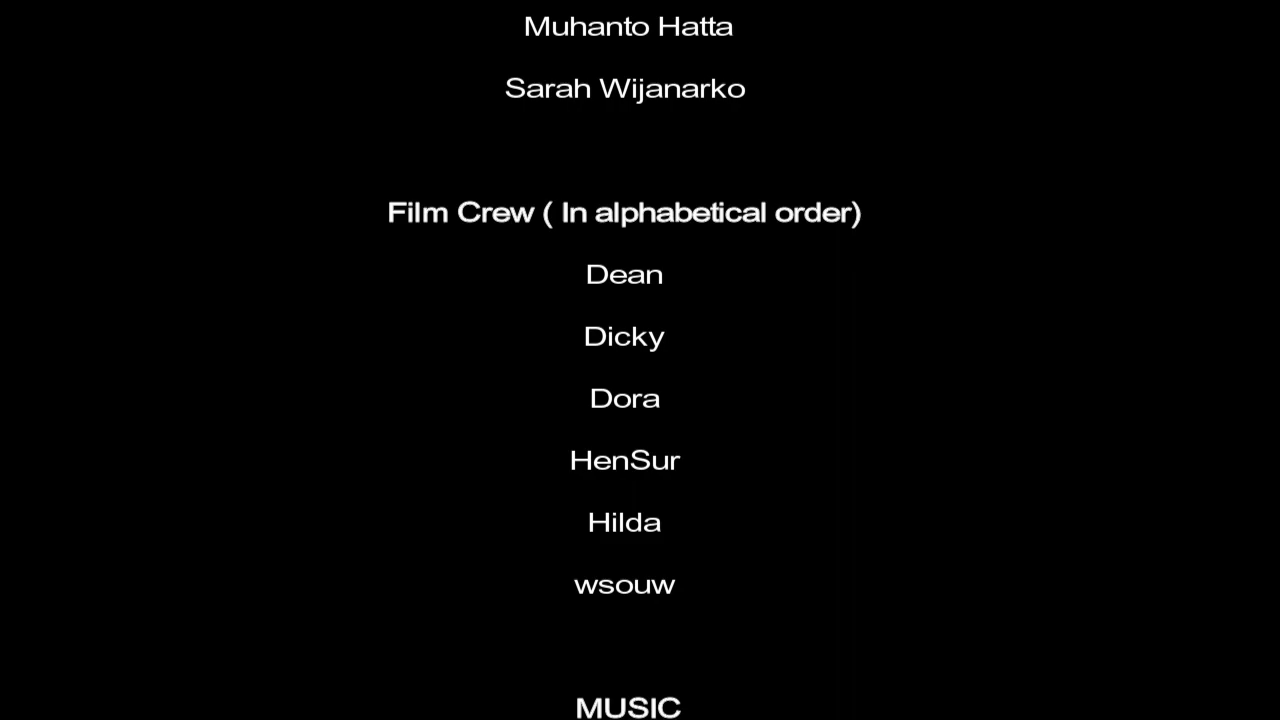 Muhanto Hatta
Sarah Wijanarko
Film Crew ( In alphabetical order)
Dean
Dicky
Dora
HenSur
Hilda
wsouw
MUSIC